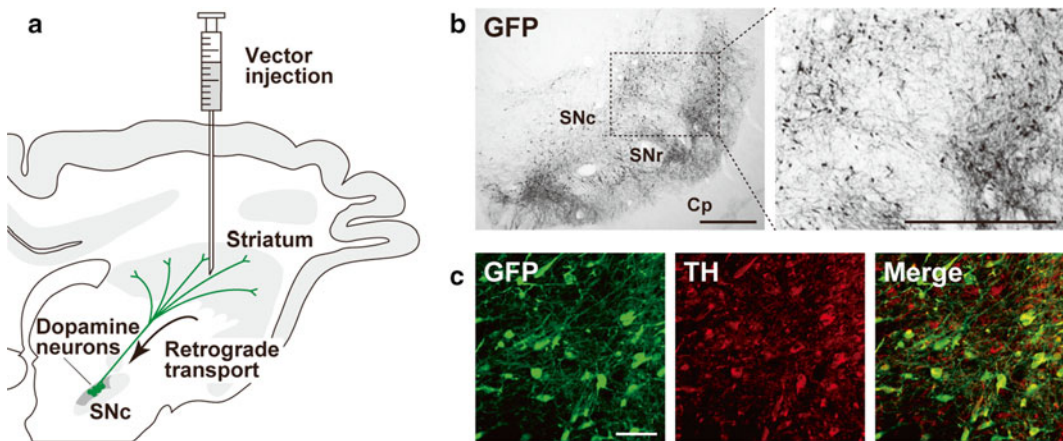 a
Vector
injection
Striatum
Dopamine
neurons
Retrograde
transport
SNc
b
GFP
SNc
SNr
Cp
c
GFP
TH
Merge